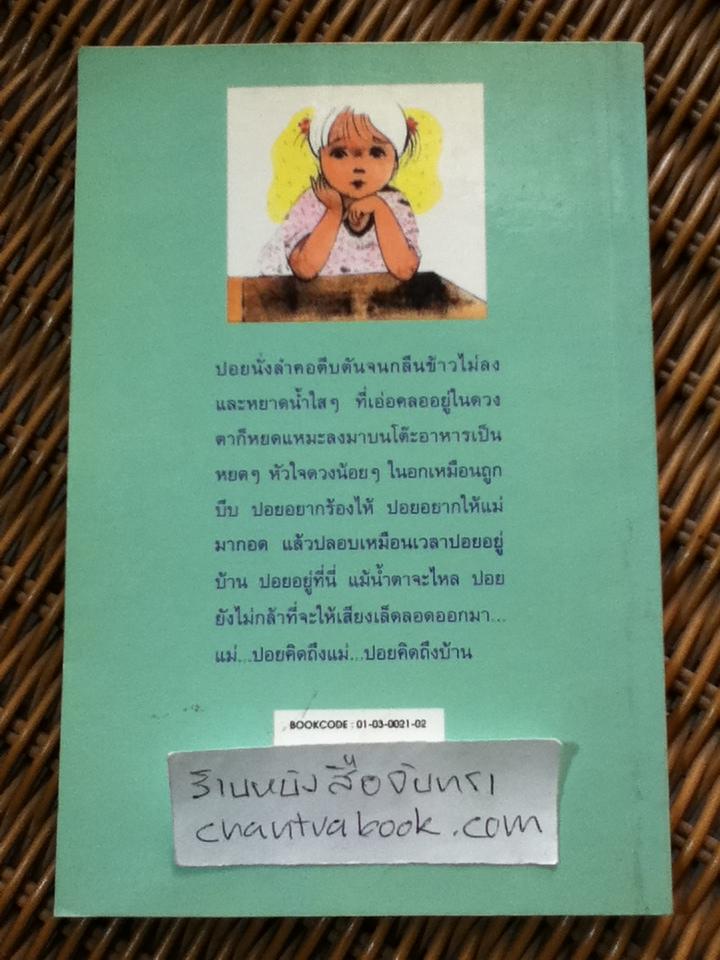 ปอยนั่งลำคอตีบตันจนกลืนข้าวไม่ลง
และหยาดน้ำใสๆ ที่เอ่อคลออยู่ในดวง
ตาก็หยดแหมะลงมาบนโต๊ะอาหารเป็น
หยดๆ หัวใจดวงน้อยๆ ในอกเหมือนถูก
บีบ ปอยอยากร้องไห้ ปอยอยากให้แม่
มากอด แล้วปลอบเหมือนเวลาปอยอยู่
บ้าน ปอยอยู่ที่นี่ แม้น้ำตาจะไหล ปอย
ยังไม่กล้าที่จะให้เสียงเล็ดลอดออกมา...
แม่...ปอยคิดถึงแม่...ปอยคิดถึงบ้าน
BOOKCODE : 01-03-0021-02
ร้านหนังสือจันทรา
chantrabook.com